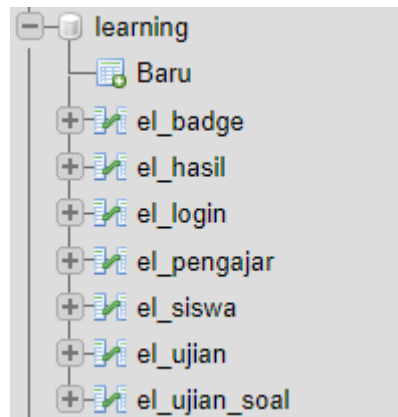 learning
Baru
el_badge
el_hasil
el_login
el_pengajar
el_siswa
el_ujian
el_ujian_soal